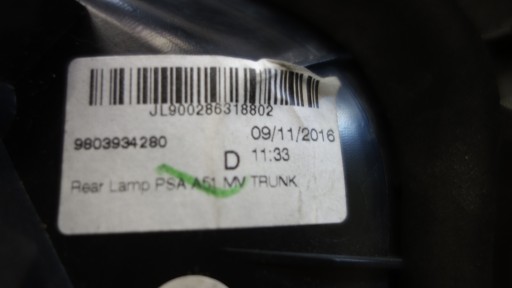 JL900286318802
9803934280
09/11/2016
D 11:33
Rear Lamp PSA A51 MV TRUNK